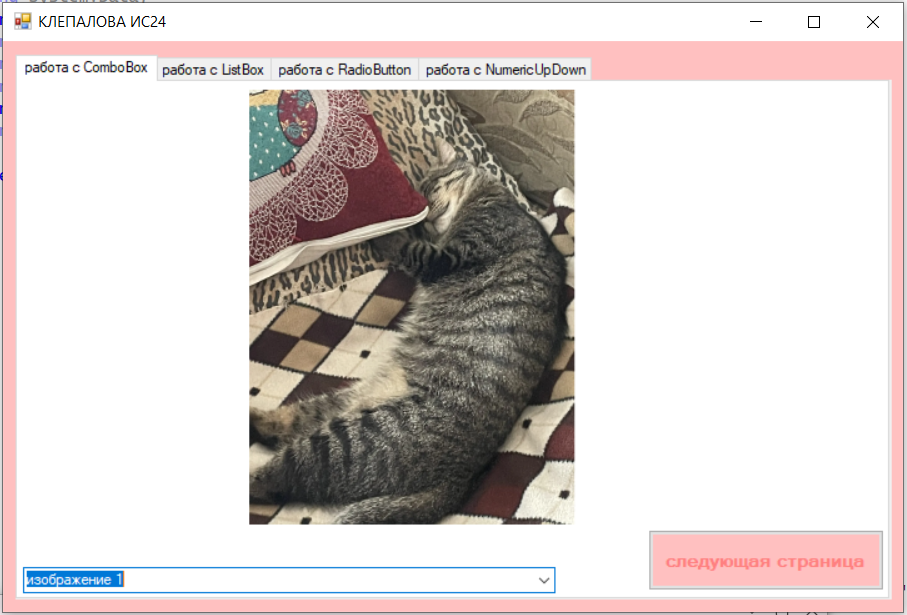 КЛЕПАЛОВА ИС24
работа с ComboBox работа с ListBox работа с RadioButton работа с NumericUpDown
следующая страница
изображение 1